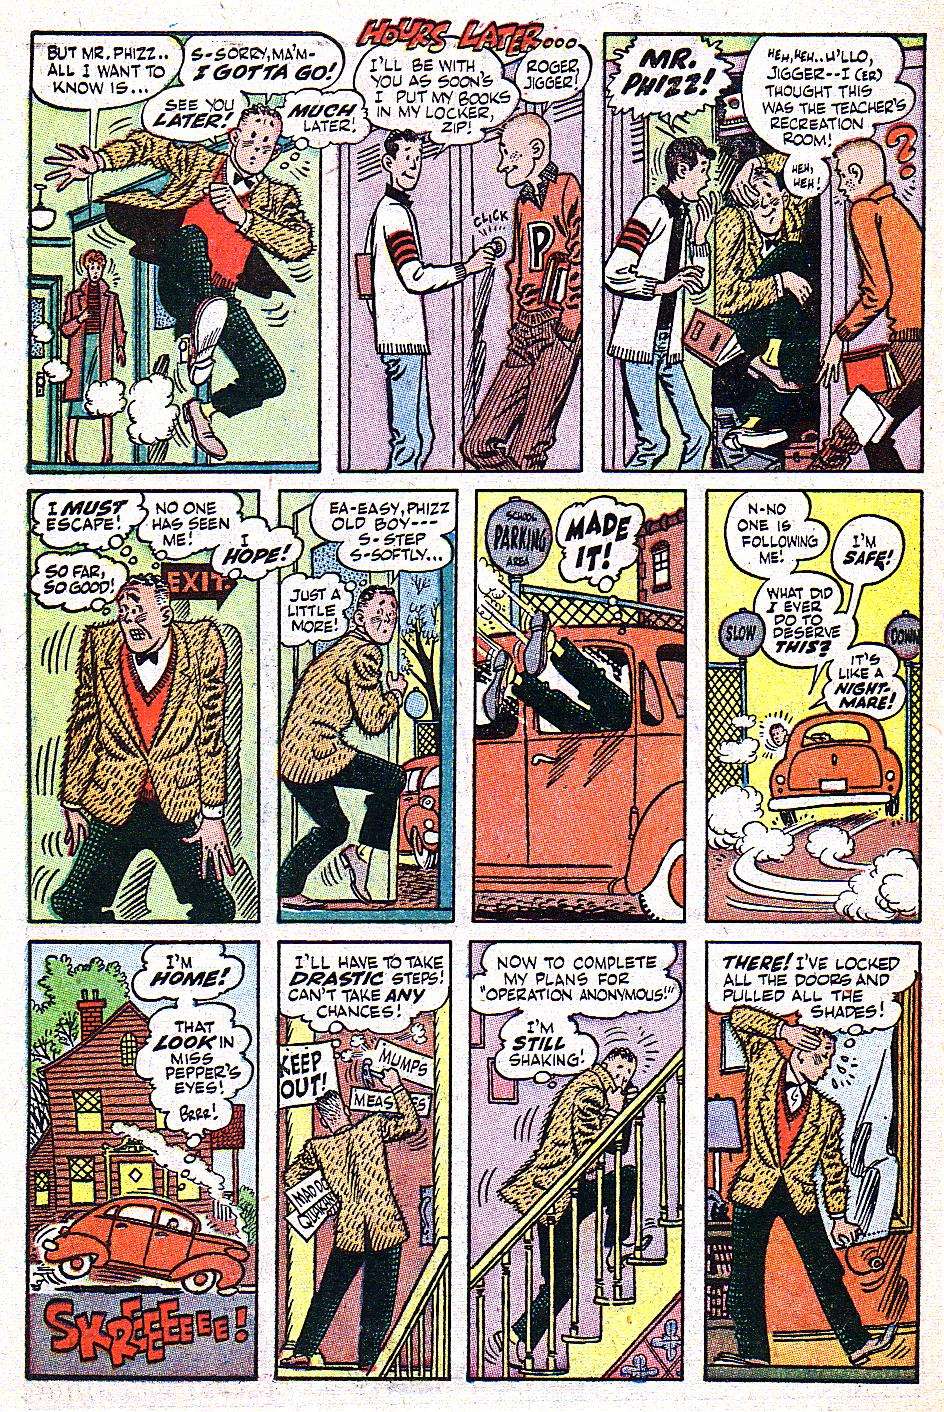 BUT MR. PHIZZ..
ALL I WANT TO
KNOW IS...
S-SORRY, MA'M-
I GOTTA GO!
SEE YOU
LATER!
MUCH
LATER!
HOURS LATER...
I'LL BE WITH
YOU AS SOON'S
I PUT MY BOOKS
IN MY LOCKER,
ZIP!
ROGER,
JIGGER!
CLICK
P
MR.
PHIZZ!
HEH, HEH.. U'LLO,
JIGGER--I (ER)
THOUGHT THIS
WAS THE TEACHER'S
RECREATION
ROOM!
HEH,
HEH!
?
I MUST
ESCAPE!
NO ONE
HAS SEEN
ME!
I
HOPE!
SO FAR,
SO GOOD!
EXIT
EA-EASY, PHIZZ
OLD BOY---
S-STEP
S-SOFTLY...
JUST A
LITTLE
MORE!
PARKING
AREA
MADE
IT!
N-NO
ONE IS
FOLLOWING
ME!
I'M
SAFE!
WHAT DID
I EVER
DO TO
DESERVE
THIS?
IT'S
LIKE A
NIGHT-
MARE!
SLOW
DOWN
I'M
HOME!
THAT
LOOK IN
MISS
PEPPER'S
EYES!
BRRR!
SKREEEEEE!
I'LL HAVE TO TAKE
DRASTIC STEPS!
CAN'T TAKE ANY
CHANCES!
KEEP
OUT!
MUMPS
MEASLES
MAD DO
QUARAN
NOW TO COMPLETE
MY PLANS FOR
"OPERATION ANONYMOUS!"
I'M
STILL
SHAKING!
THERE! I'VE LOCKED
ALL THE DOORS AND
PULLED ALL THE
SHADES!